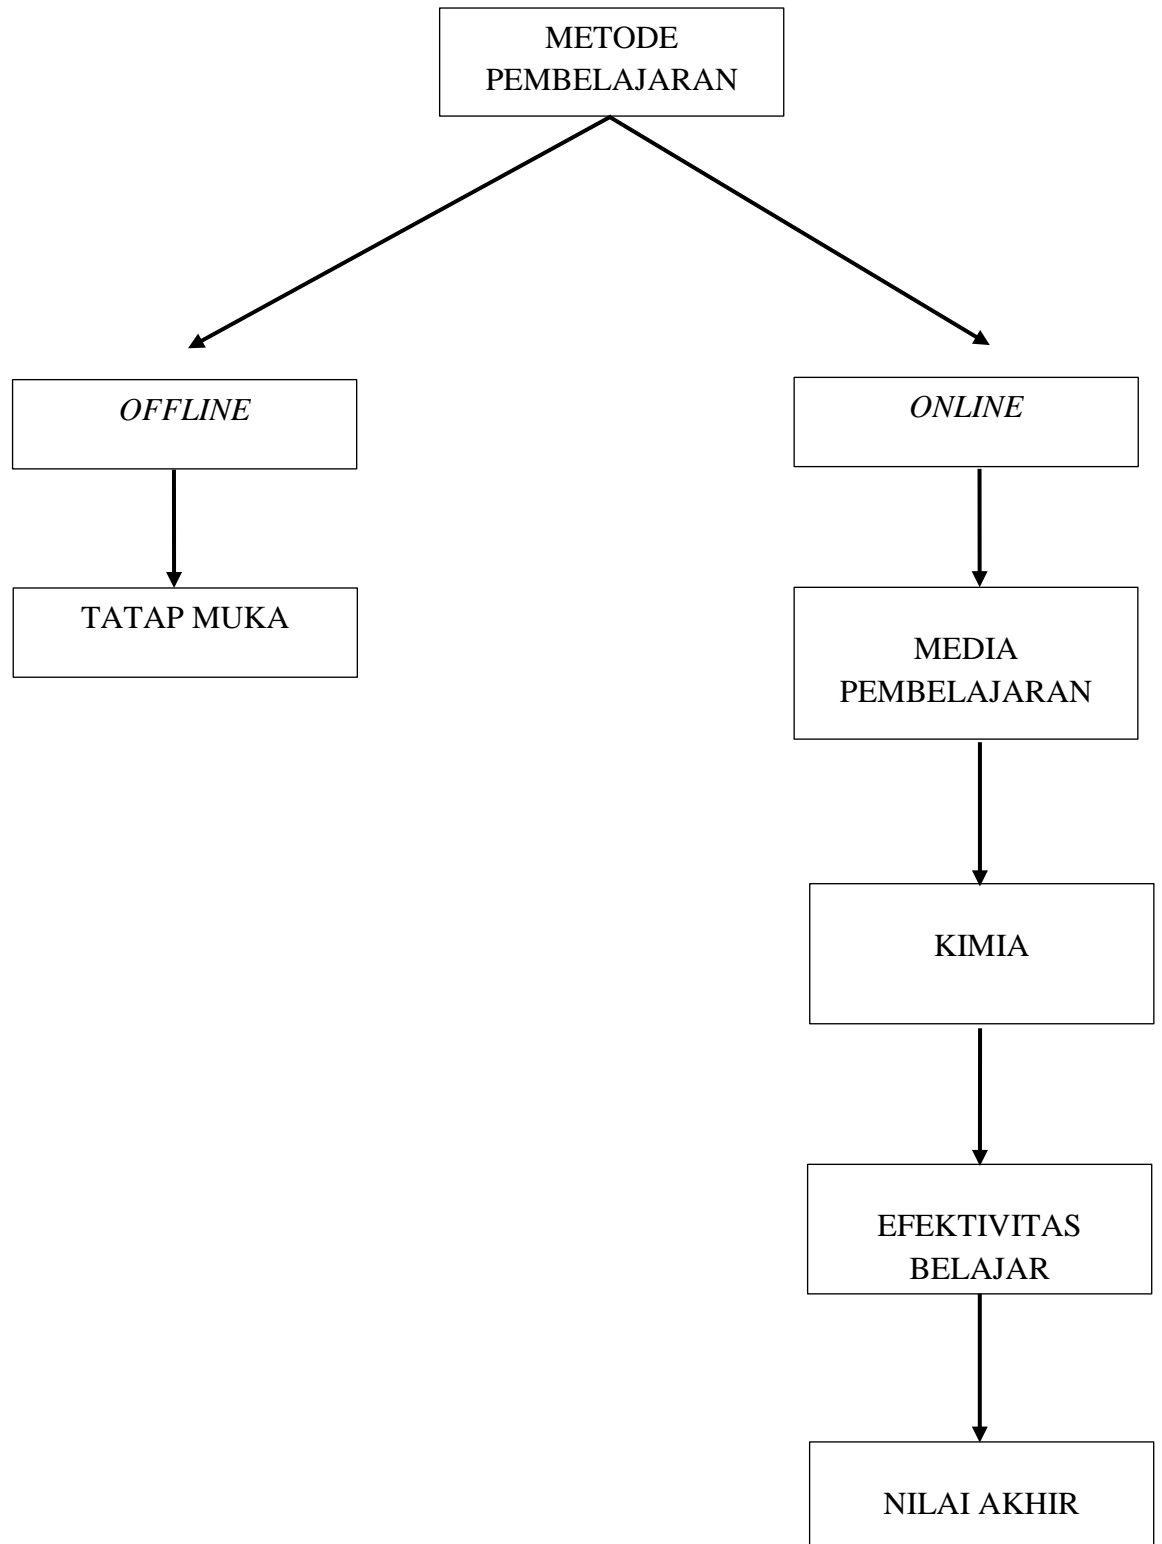 METODE
PEMBELAJARAN
OFFLINE
ONLINE
TATAP MUKA
MEDIA
PEMBELAJARAN
KIMIA
EFEKTIVITAS
BELAJAR
NILAI AKHIR